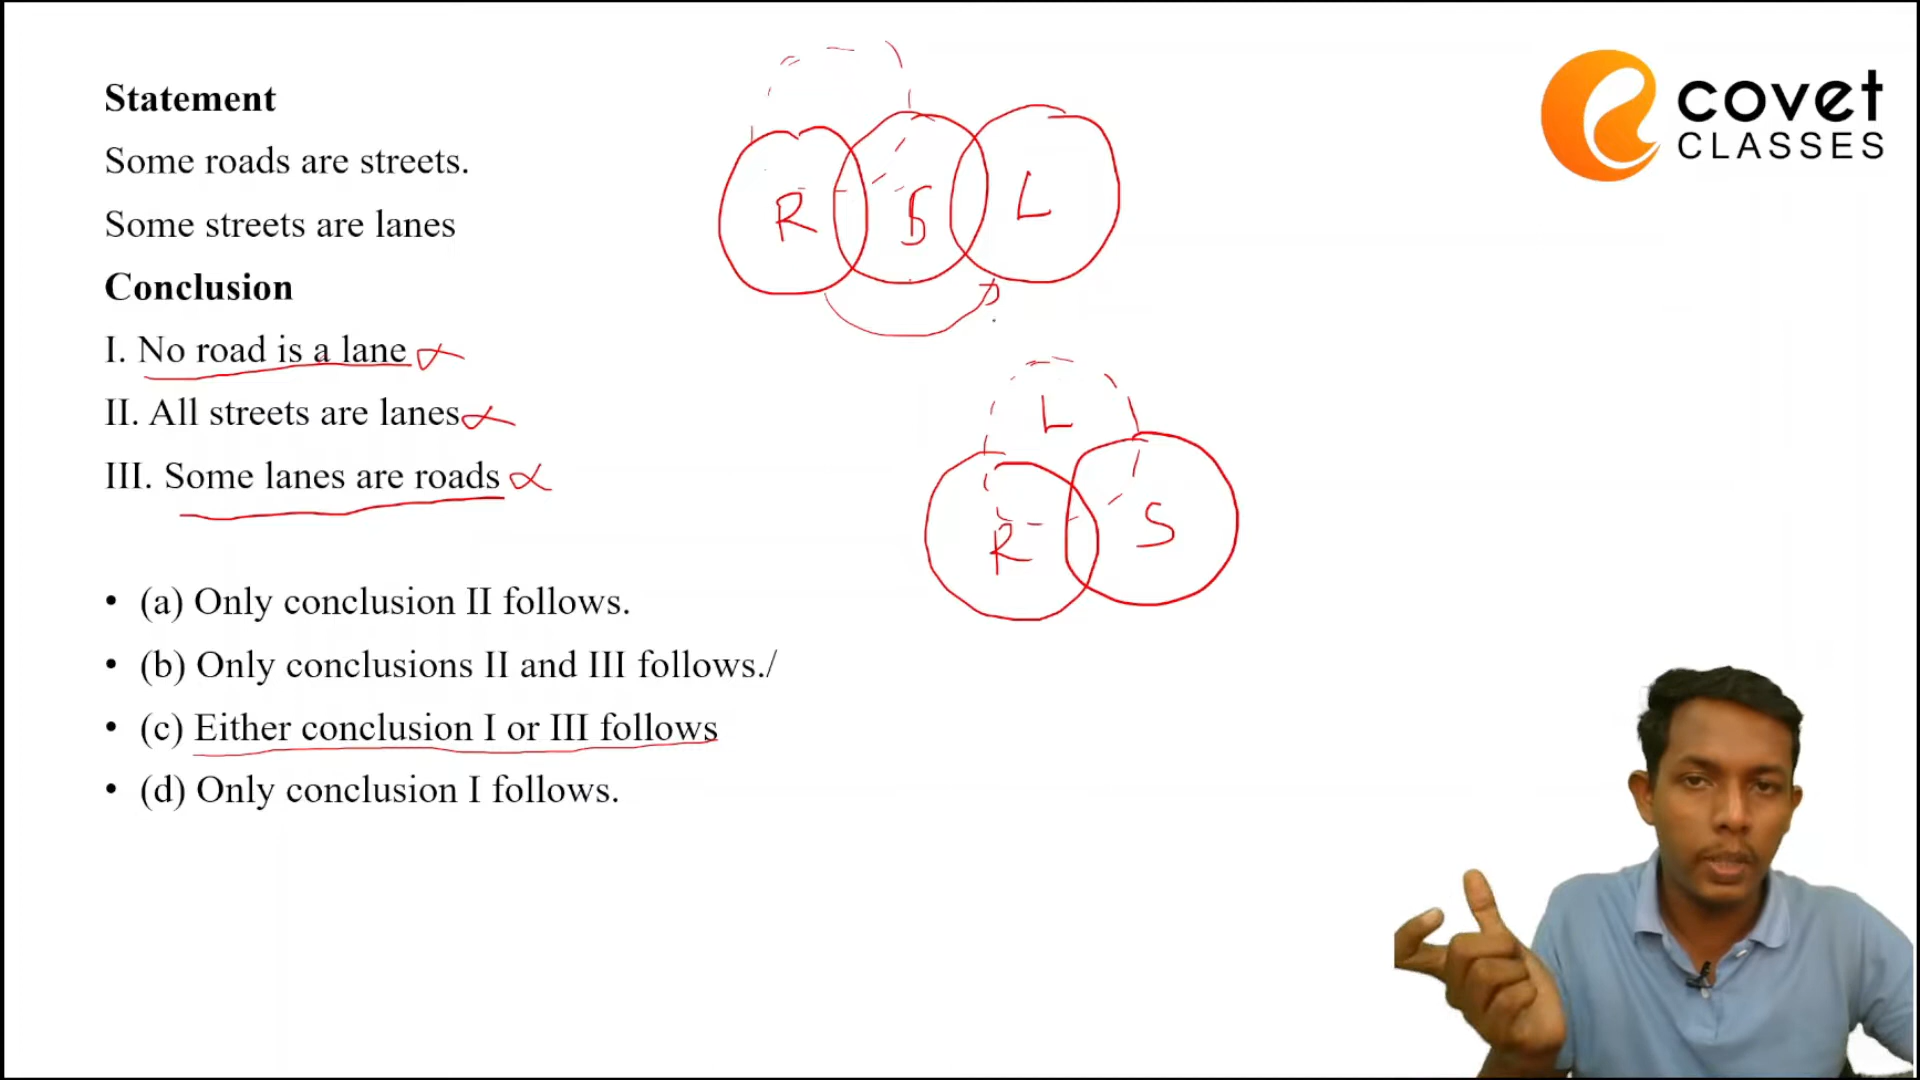 Statement
Some roads are streets.
Some streets are lanes
Conclusion
I. No road is a lane
II. All streets are lanes
III. Some lanes are roads
• (a) Only conclusion II follows.
• (b) Only conclusions II and III follows./
• (c) Either conclusion I or III follows
• (d) Only conclusion I follows.
R S L
L
R S
covet
CLASSES